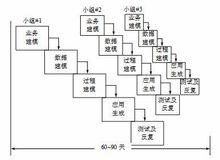 小组#1
业务
建模
数据
建模
过程
建模
应用
生成
测试及
反复
小组#2
业务
建模
数据
建模
过程
建模
应用
生成
测试及
反复
小组#3
业务
建模
数据
建模
过程
建模
应用
生成
测试及
反复
60~90 天